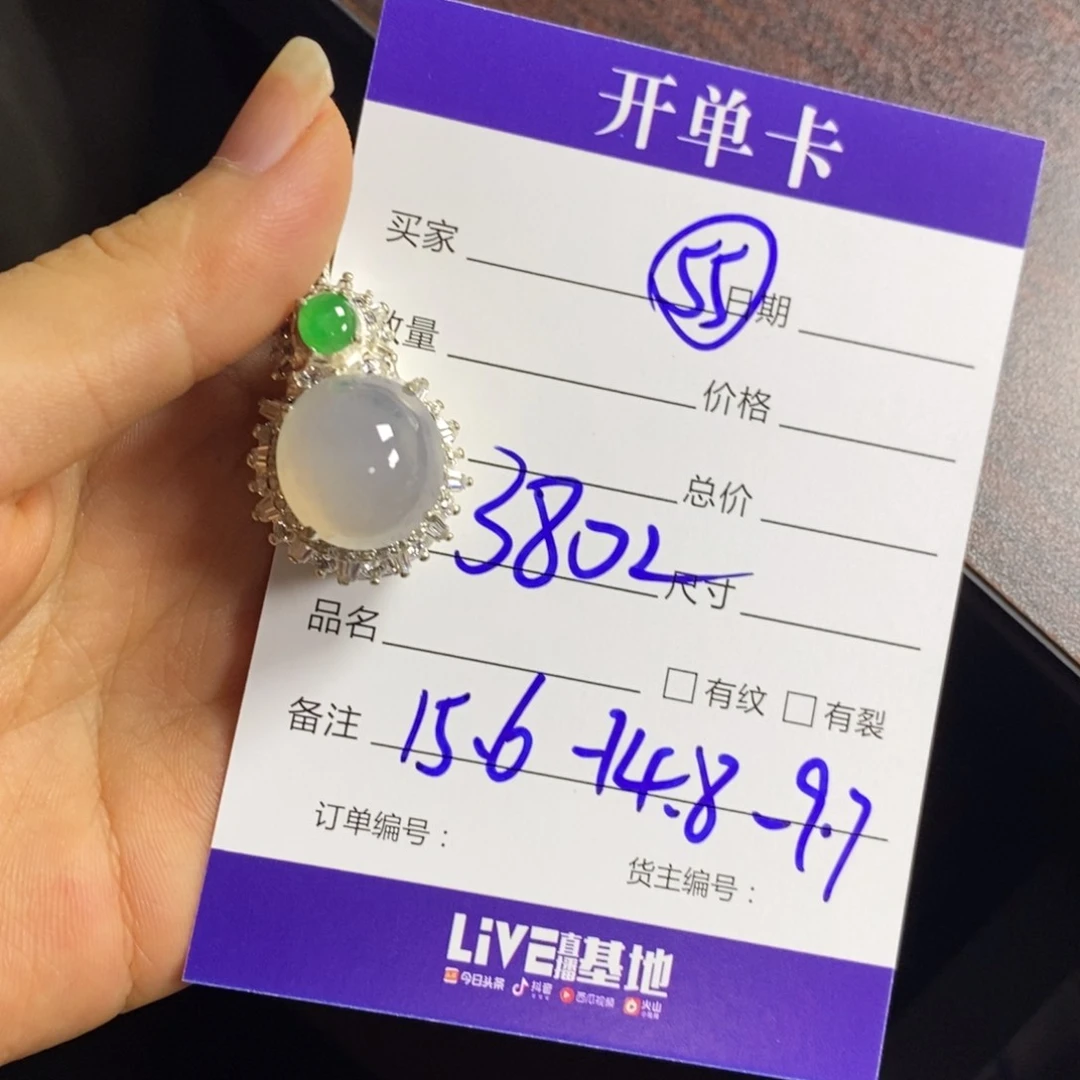 开单卡
买家 55 日期
数量 价格
总价
3802 尺寸
品名 有纹 有裂
备注 15.6-14.8-9.7
订单编号：
货主编号：
LiVE直播基地
今日头条 抖音 西瓜视频 火山